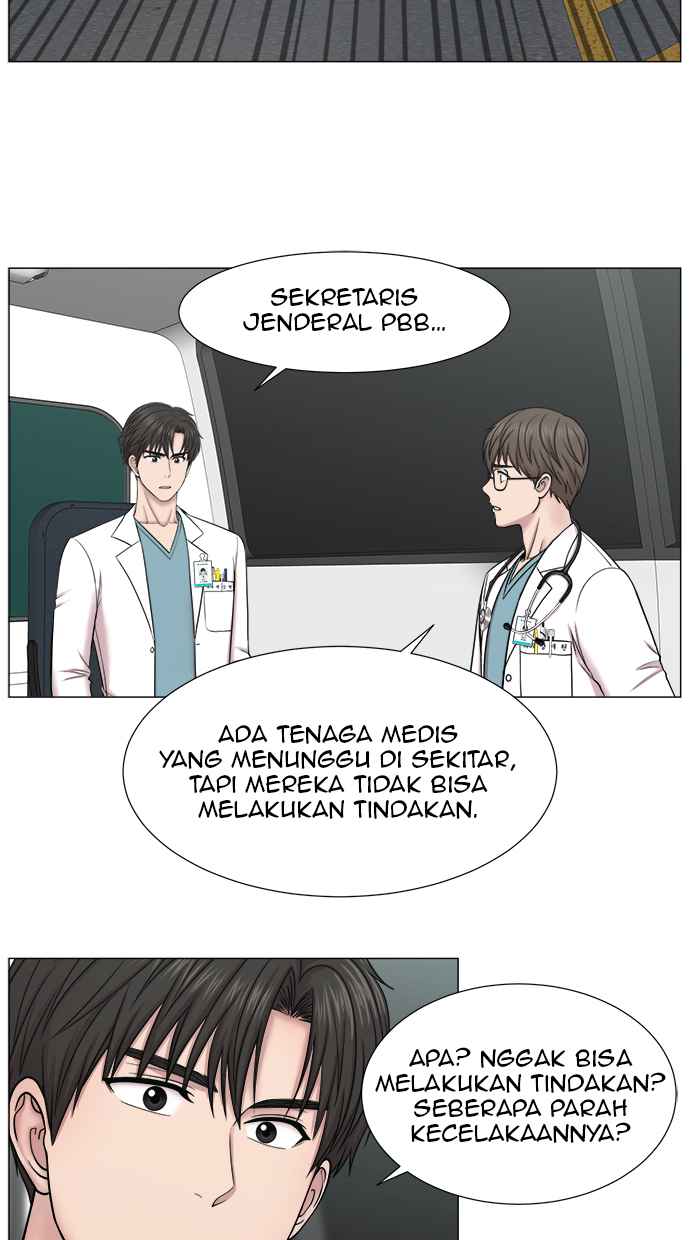 SEKRETARIS
JENDERAL PBB...
ADA TENAGA MEDIS
YANG MENUNGGU DI SEKITAR,
TAPI MEREKA TIDAK BISA
MELAKUKAN TINDAKAN.
APA? NGGAK BISA
MELAKUKAN TINDAKAN?
SEBERAPA PARAH
KECELAKAANNYA?